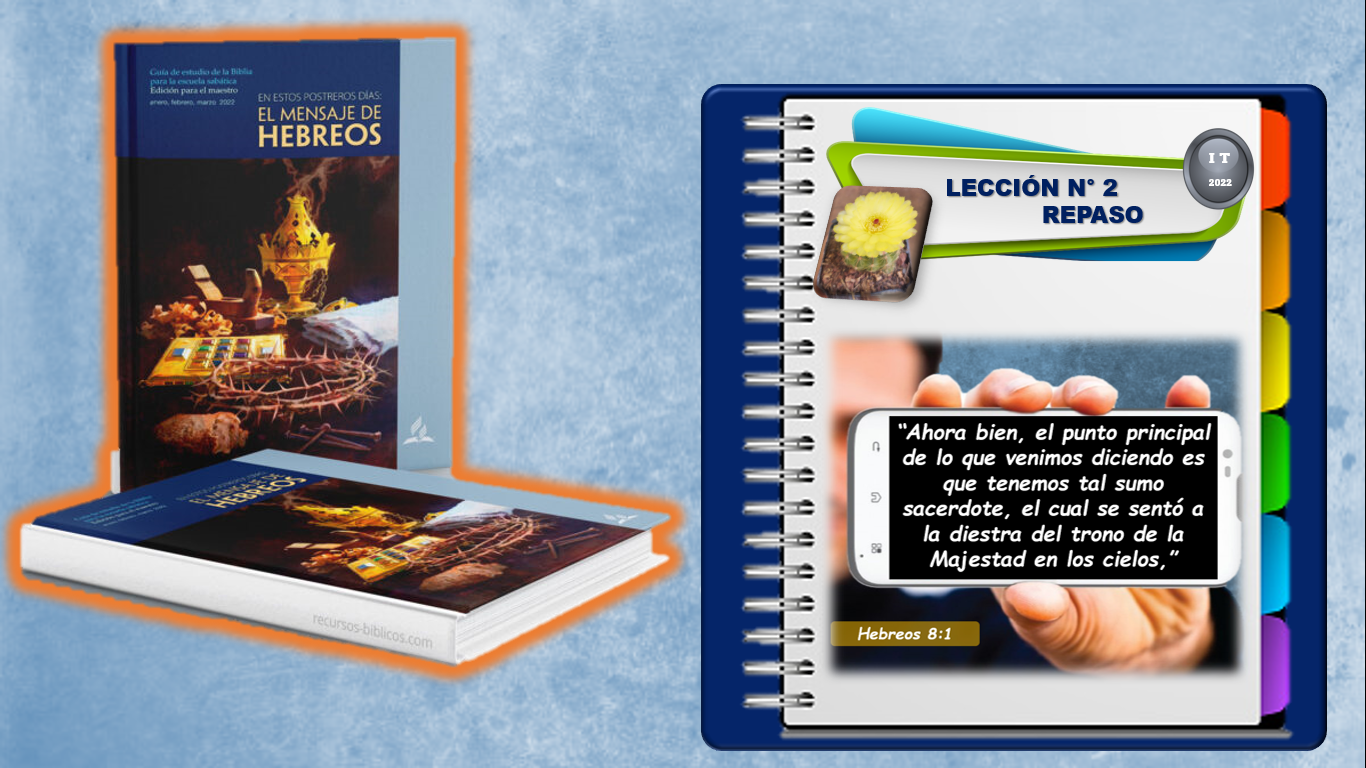 Guía de estudio de la Biblia
para la escuela sabática
Edición para el maestro
enero, febrero, marzo 2022
EN ESTOS POSTREROS DÍAS:
EL MENSAJE DE
HEBREOS
EL MENSAJE DE
HEBREOS
recursos-biblicos.com
I T
2022
LECCIÓN N° 2
REPASO
“Ahora bien, el punto principal
de lo que venimos diciendo es
que tenemos tal sumo
sacerdote, el cual se sentó a
la diestra del trono de la
Majestad en los cielos,”
Hebreos 8:1